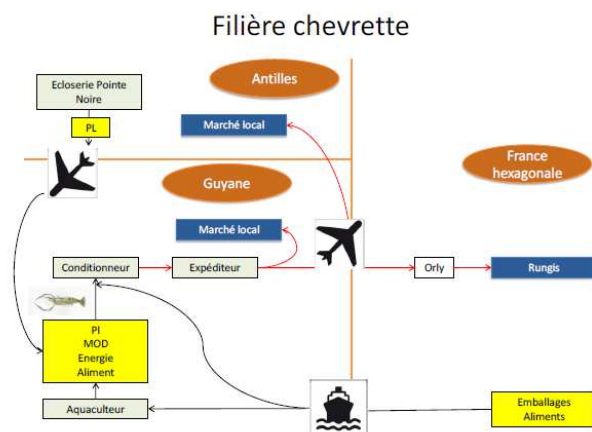 Filière chevrette
Ecloserie Pointe
Noire
PL
Antilles
Marché local
Guyane
Marché local
France
hexagonale
Conditionneur
Expéditeur
Orly
Rungis
PI
MOD
Energie
Aliment
Aquaculteur
Emballages
Aliments